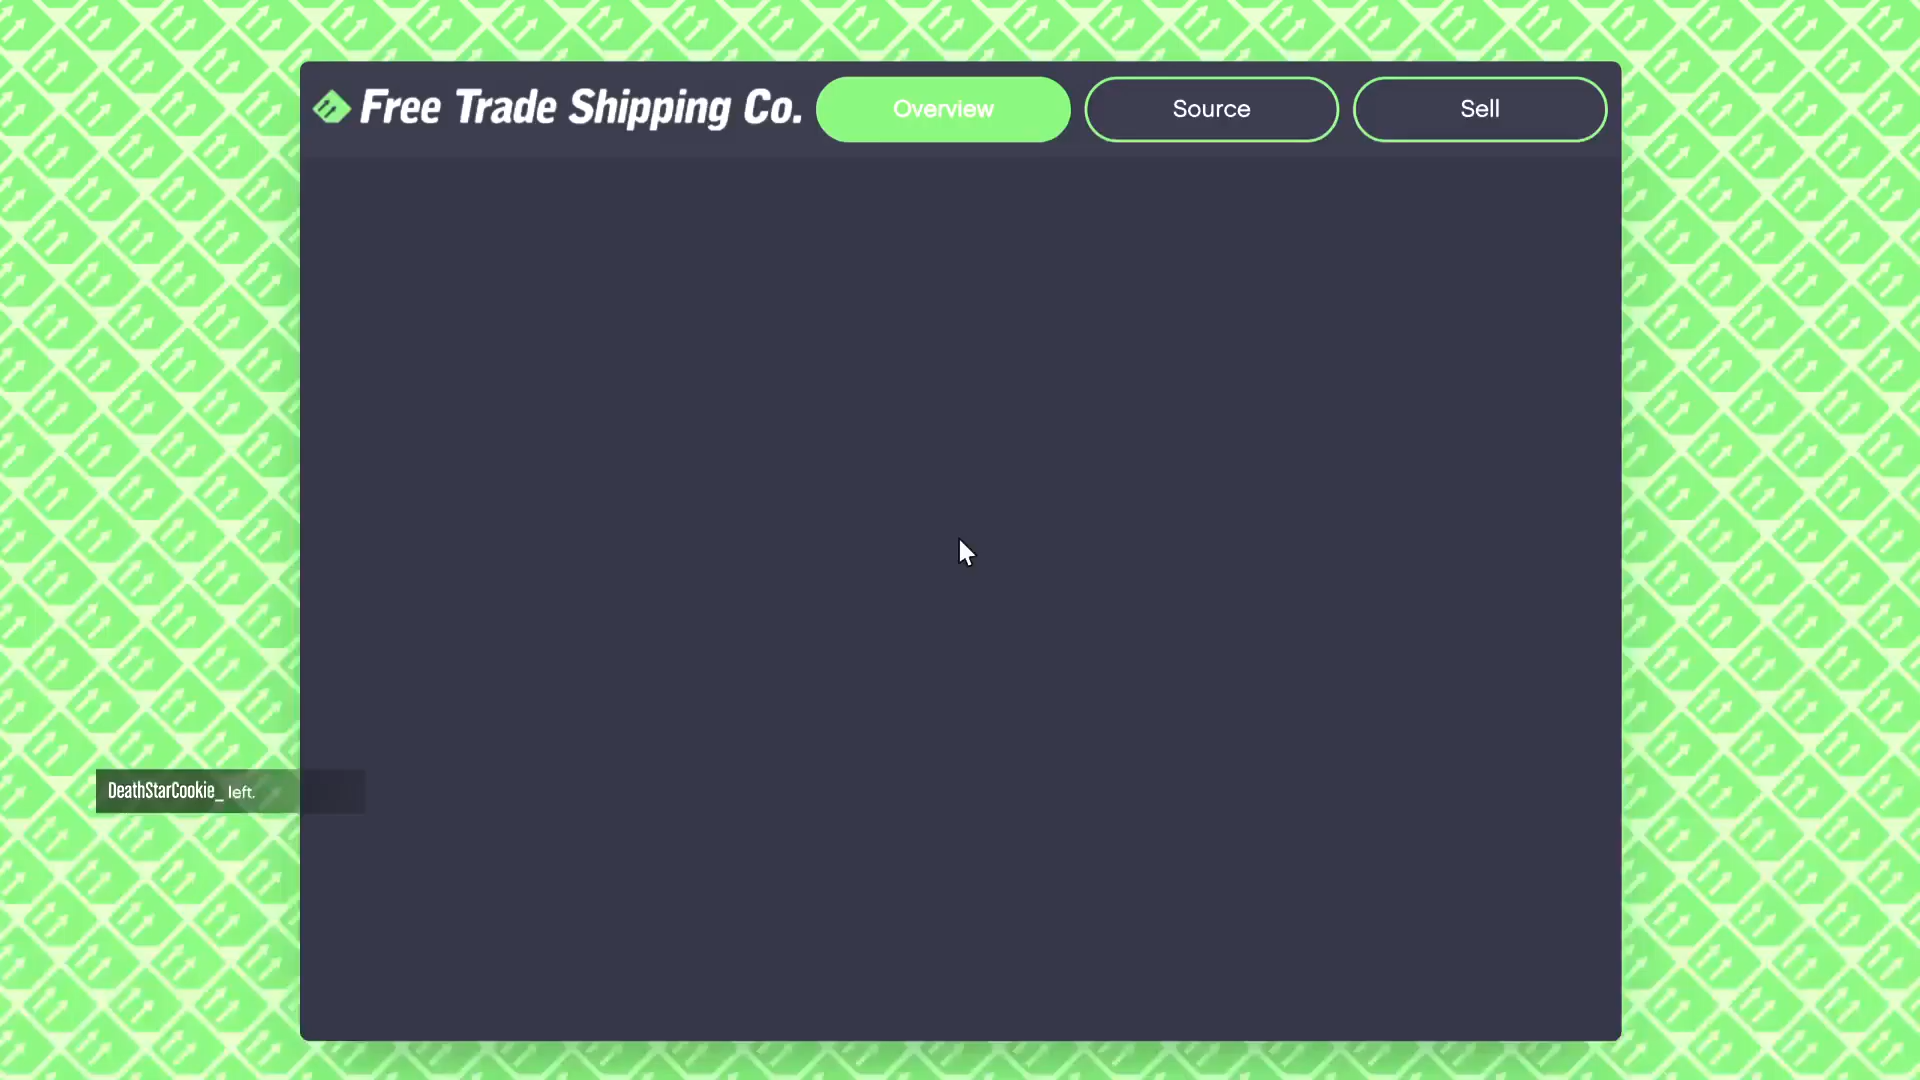 Free Trade Shipping Co.
Overview
Source
Sell
DeathStarCookie_ left.